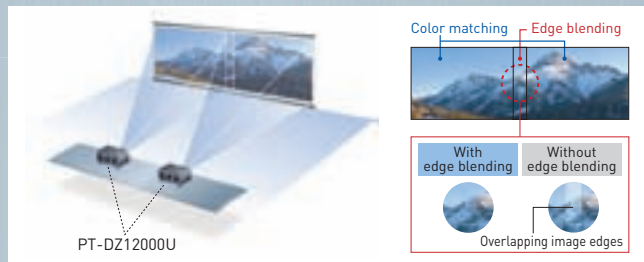 Color matching
Edge blending
With
edge blending
Without
edge blending
Overlapping image edges
PT-DZ12000U